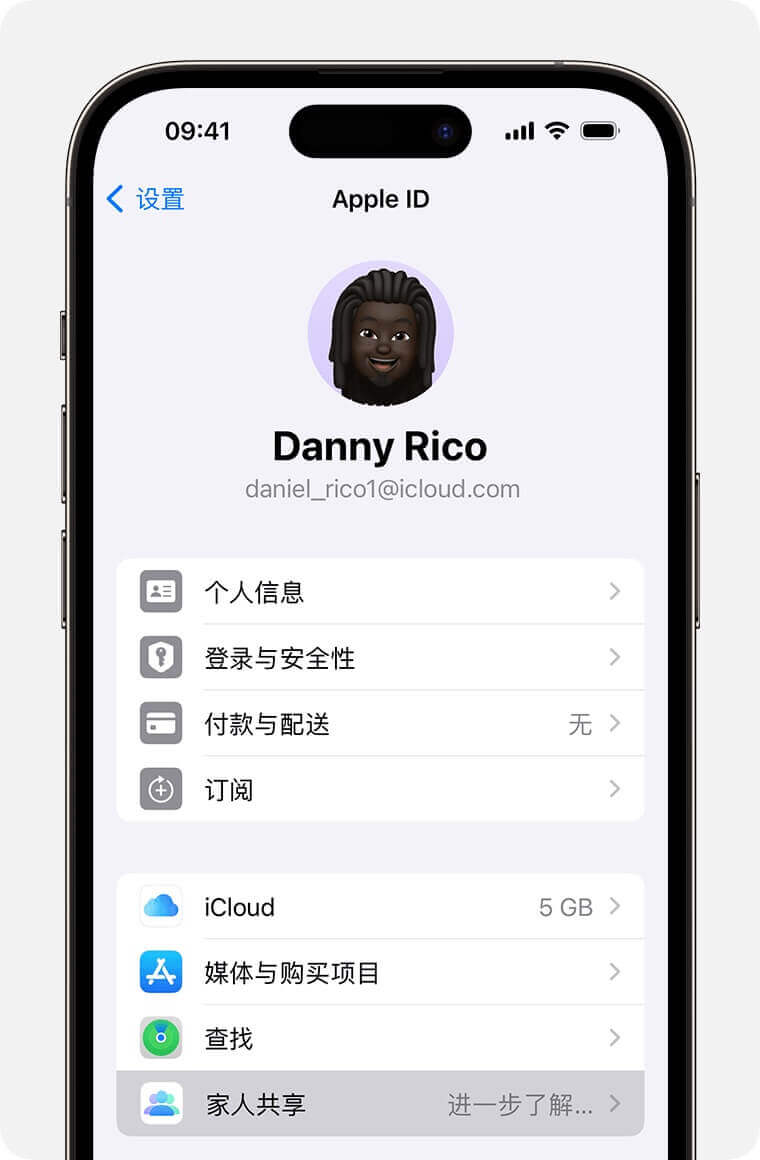 09:41
设置
Apple ID
Danny Rico
daniel_rico1@icloud.com
个人信息
登录与安全性
付款与配送 无
订阅
iCloud 5 GB
媒体与购买项目
查找
家人共享 进一步了解...